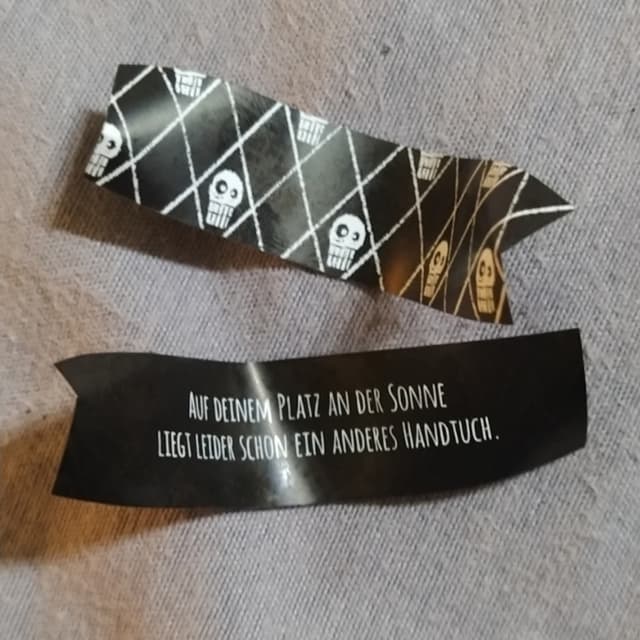 Auf deinem Platz an der Sonne
liegt leider schon ein anderes Handtuch.